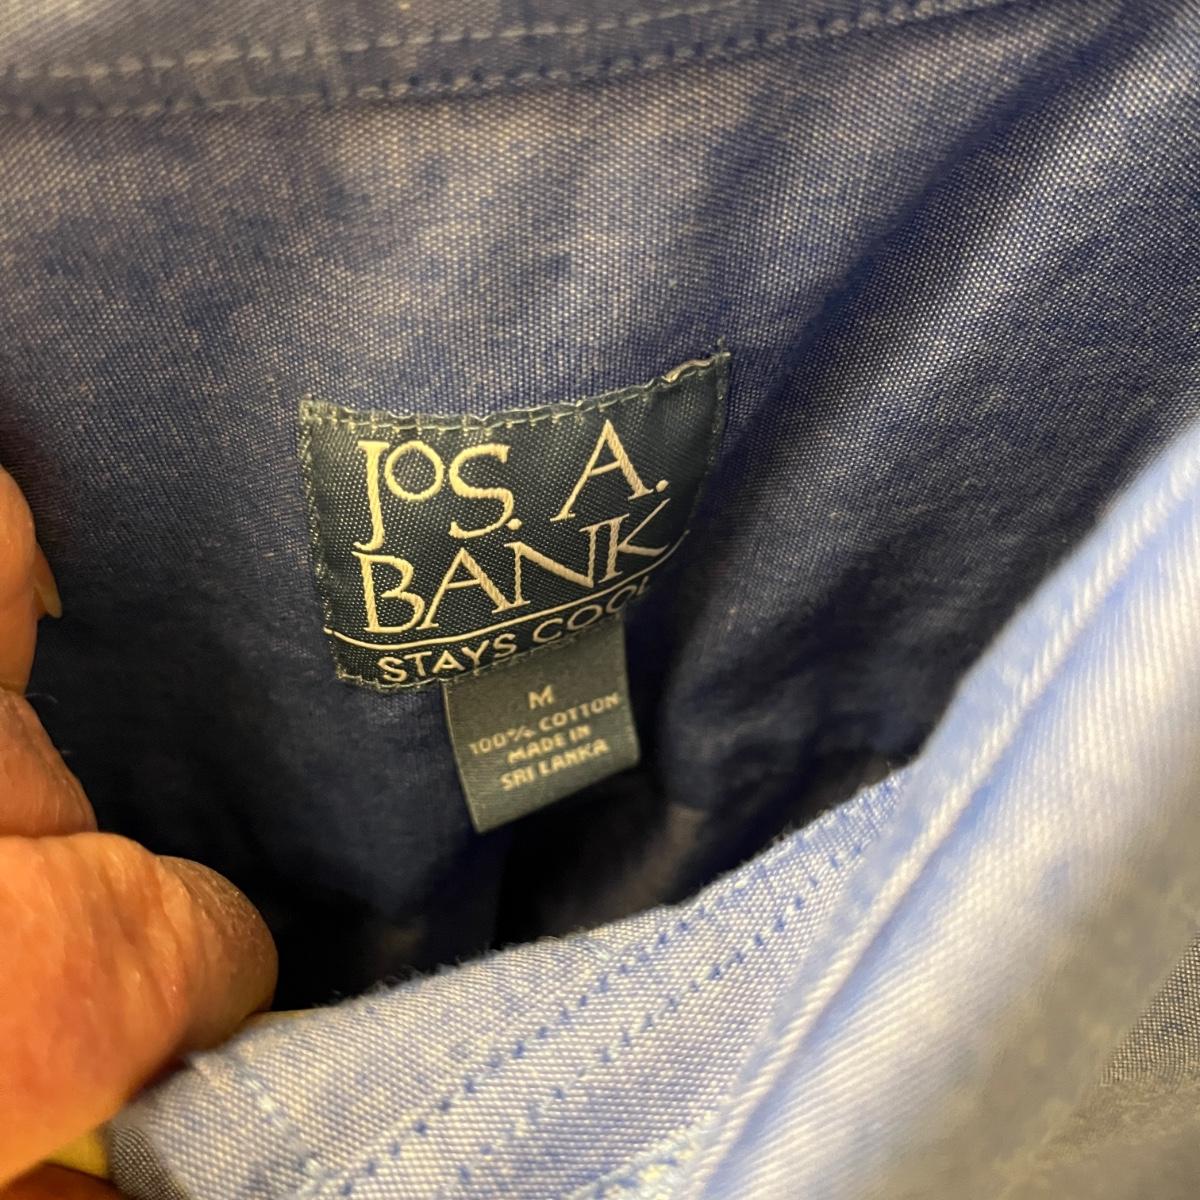 JOS. A.
BANK
STAYS COOL
M
100% COTTON
MADE IN
SRI LANKA